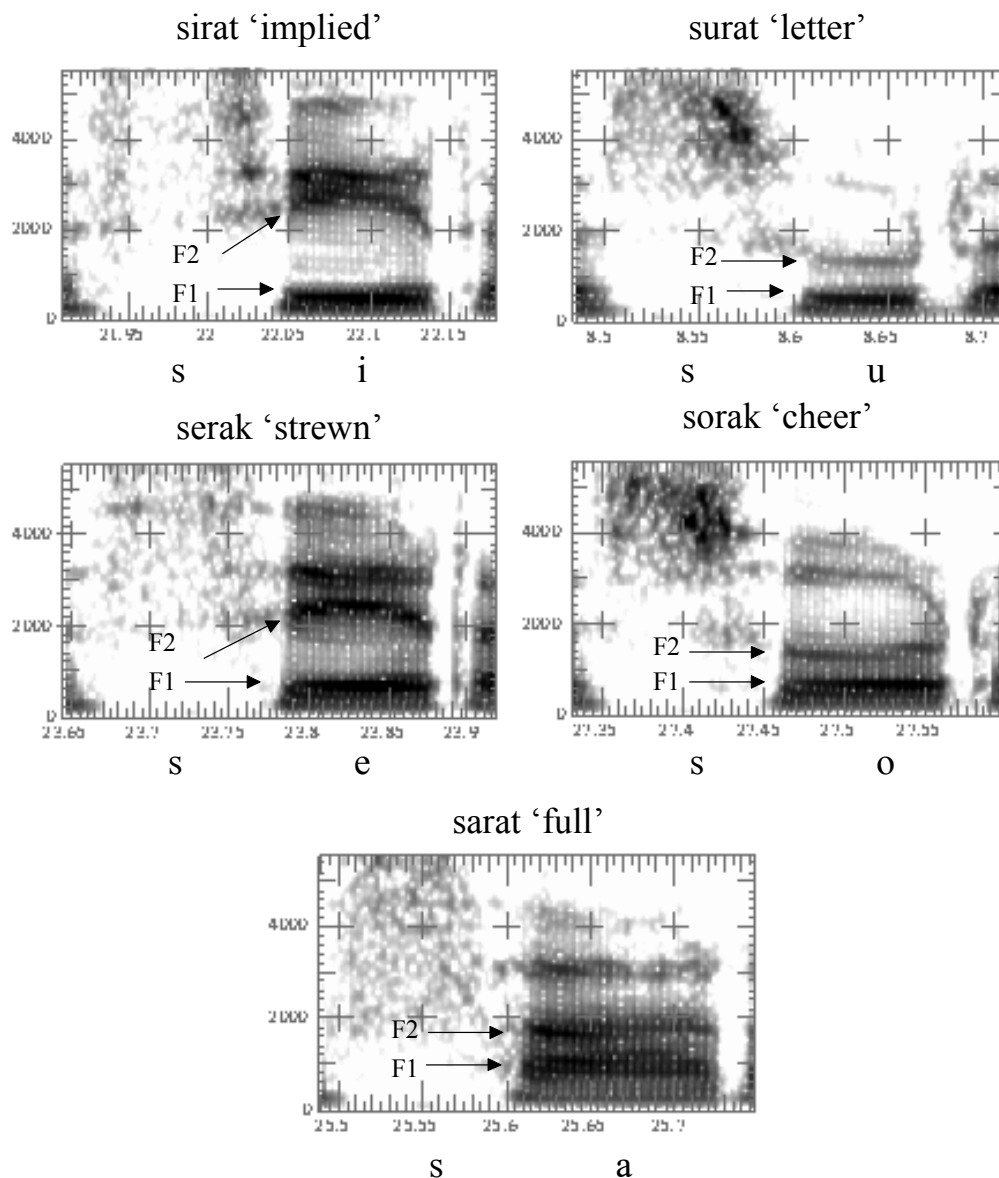 sirat ‘implied’
4000
2000
F2
F1
0
21.95 22 22.05 22.1 22.15
s i
surat ‘letter’
4000
2000
F2
F1
0
8.5 8.55 8.6 8.65 8.7
s u
serak ‘strewn’
4000
2000
F2
F1
0
22.65 22.7 22.75 22.8 22.85 22.9
s e
sorak ‘cheer’
4000
2000
F2
F1
0
27.35 27.4 27.45 27.5 27.55
s o
sarat ‘full’
4000
2000
F2
F1
0
25.5 25.55 25.6 25.65 25.7
s a